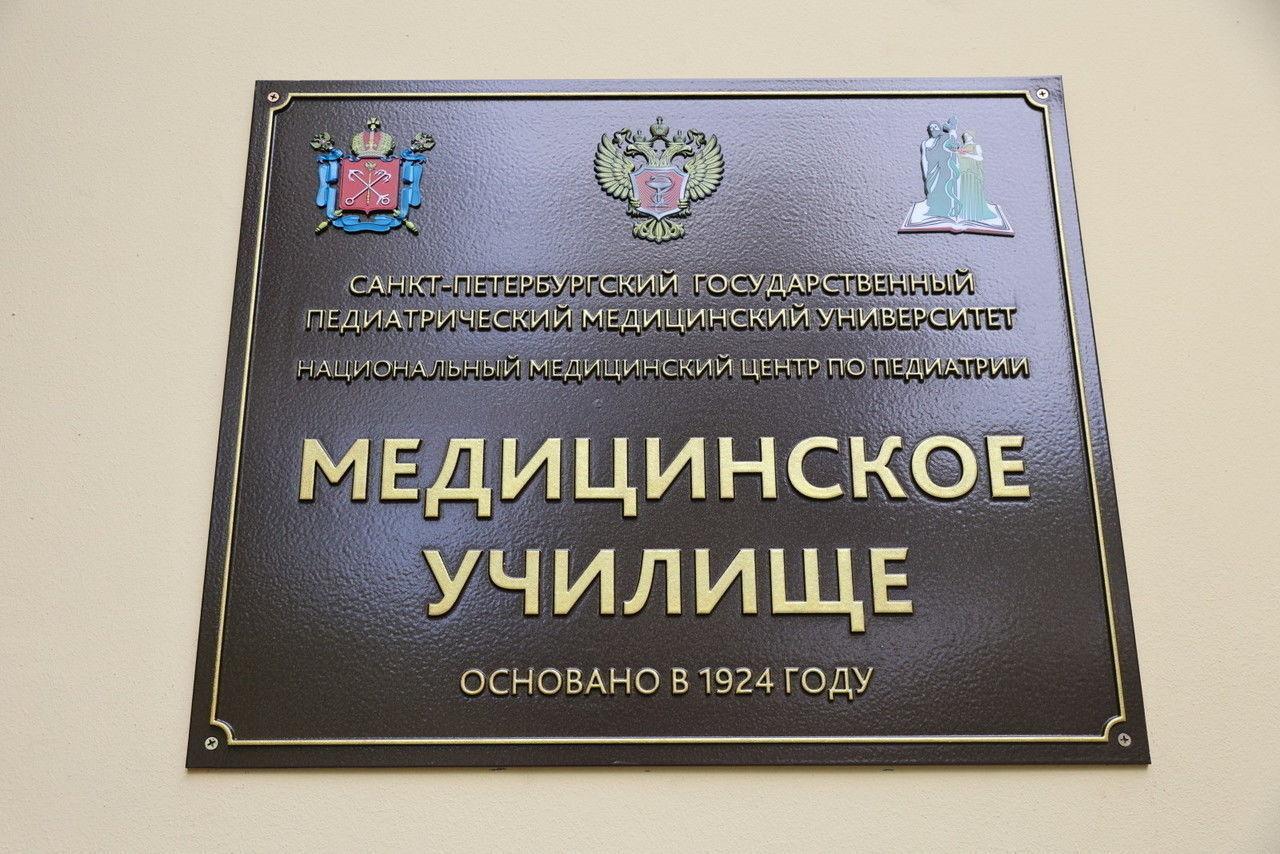 САНКТ-ПЕТЕРБУРГСКИЙ ГОСУДАРСТВЕННЫЙ
ПЕДИАТРИЧЕСКИЙ МЕДИЦИНСКИЙ УНИВЕРСИТЕТ
НАЦИОНАЛЬНЫЙ МЕДИЦИНСКИЙ ЦЕНТР ПО ПЕДИАТРИИ
МЕДИЦИНСКОЕ
УЧИЛИЩЕ
ОСНОВАНО В 1924 ГОДУ